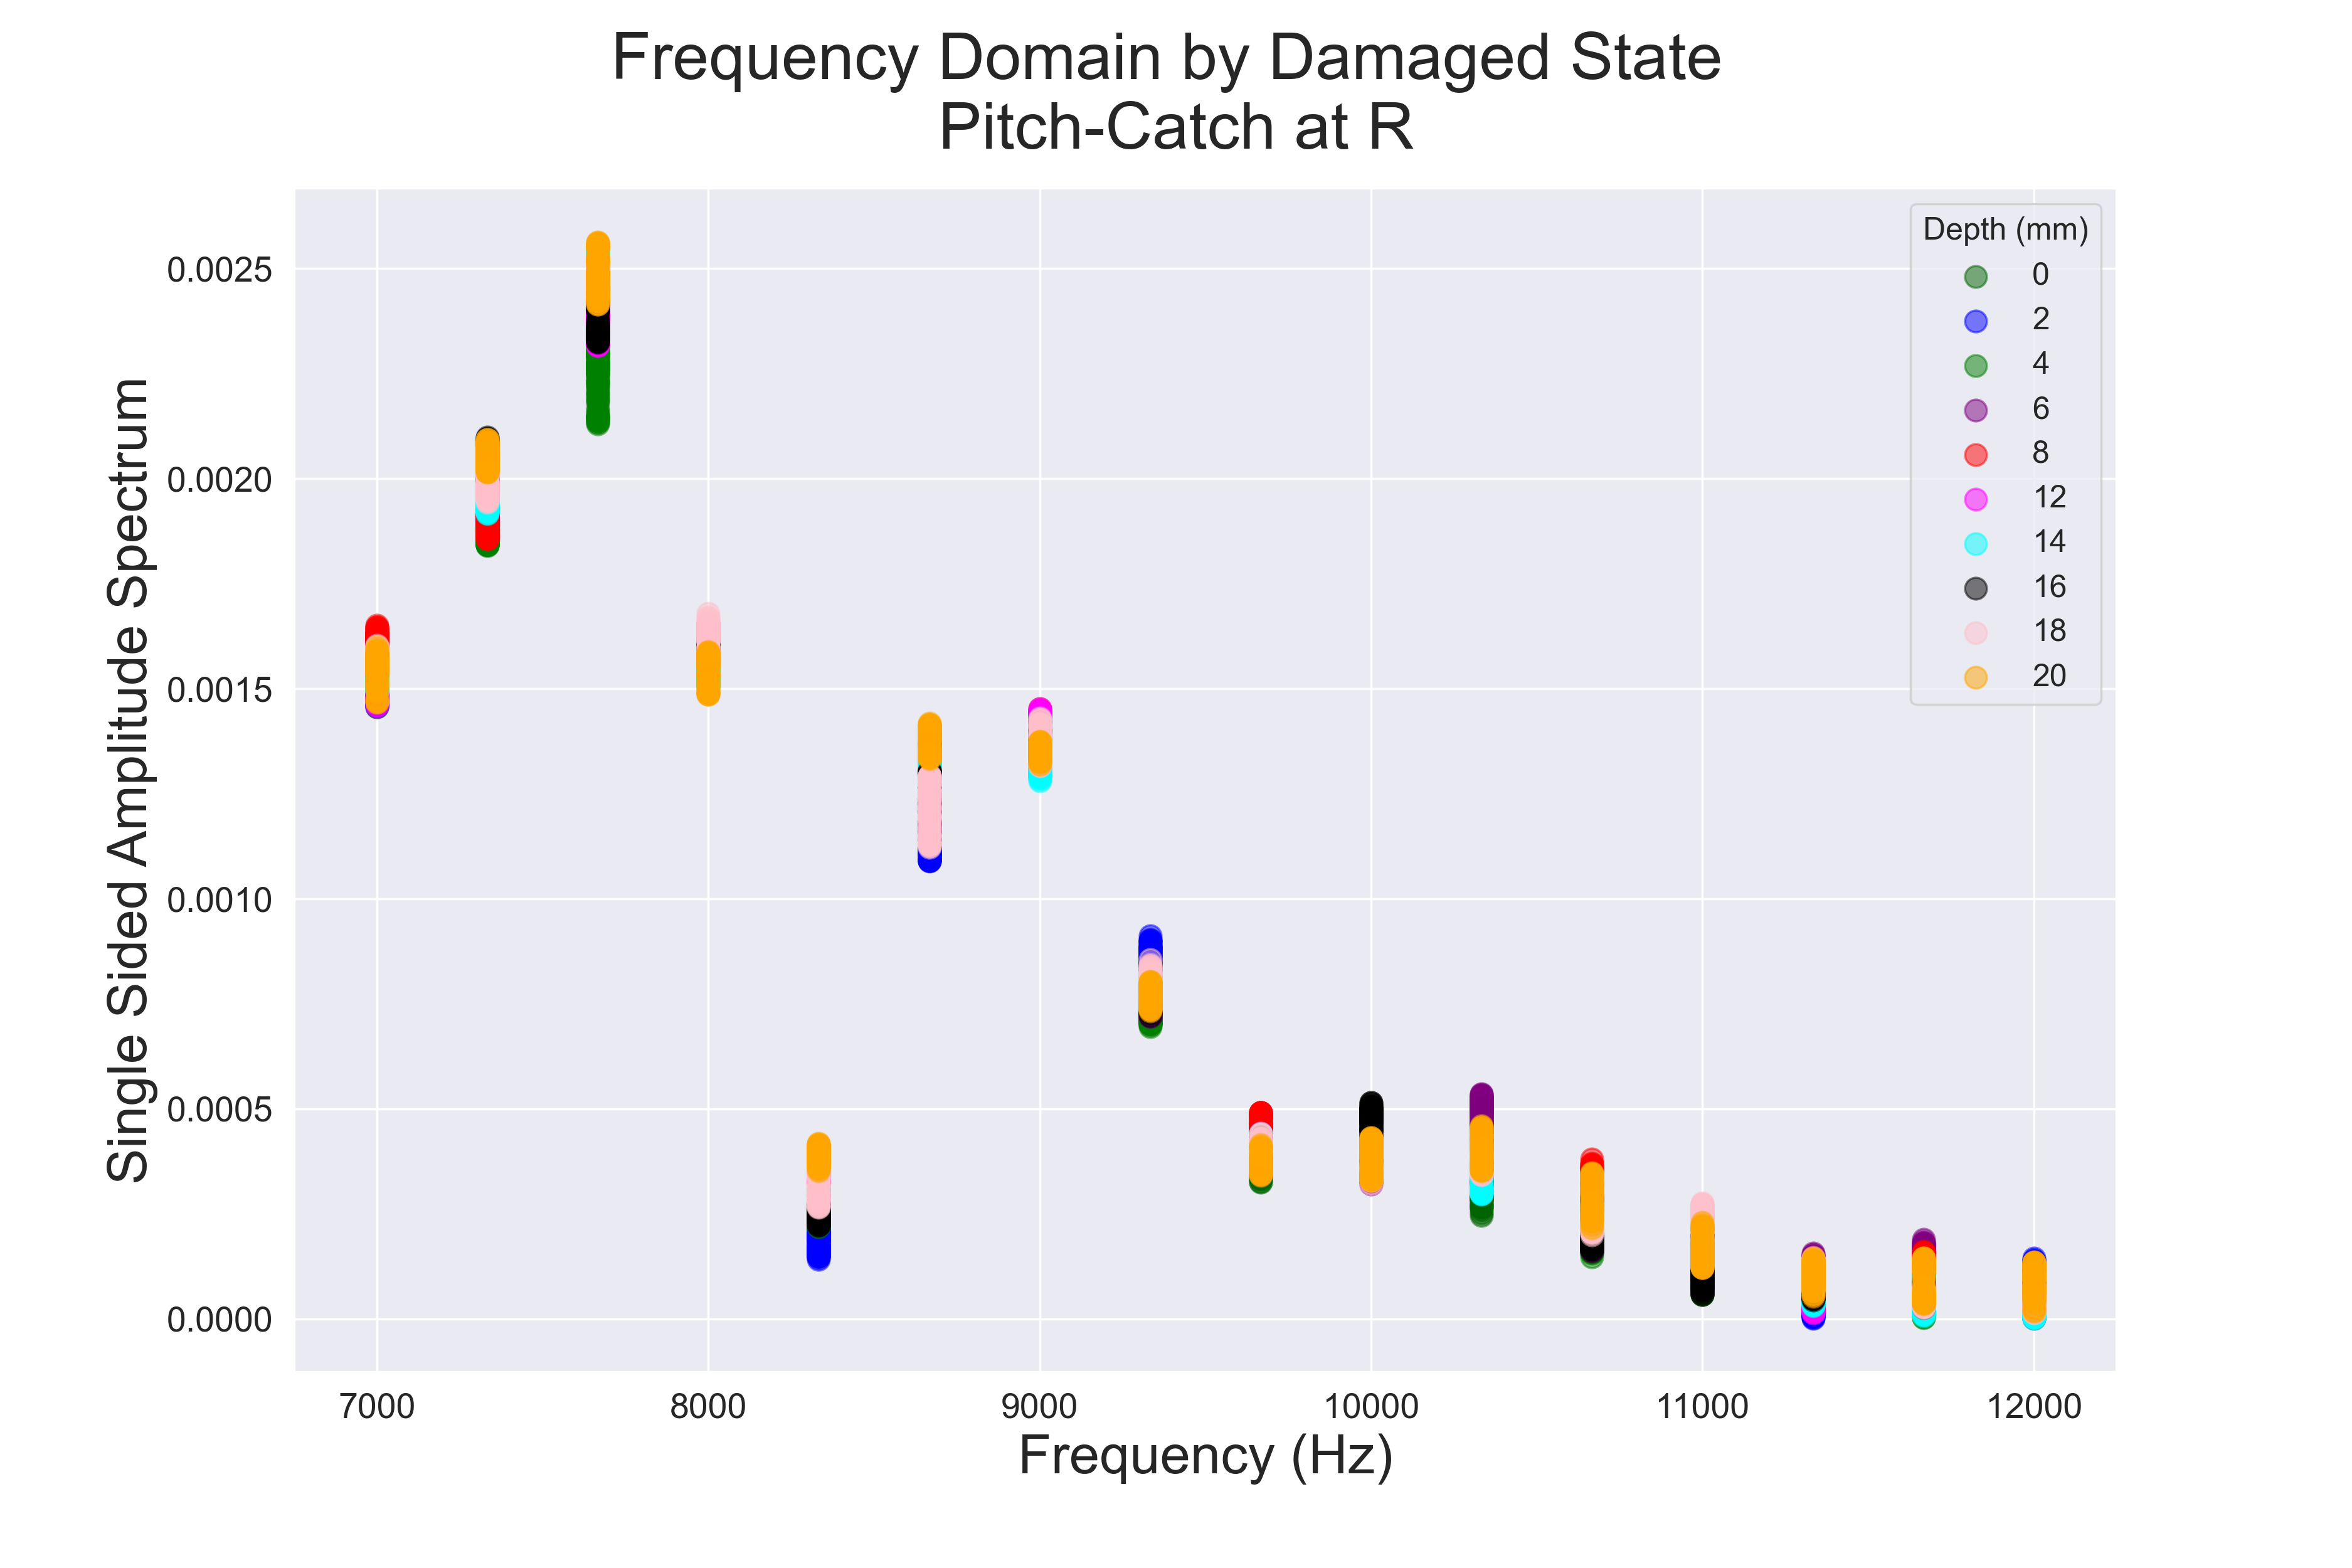 Frequency Domain by Damaged State
Pitch-Catch at R
Single Sided Amplitude Spectrum
0.0025
0.0020
0.0015
0.0010
0.0005
0.0000
Depth (mm)
0
2
4
6
8
12
14
16
18
20
7000 8000 9000 10000 11000 12000
Frequency (Hz)